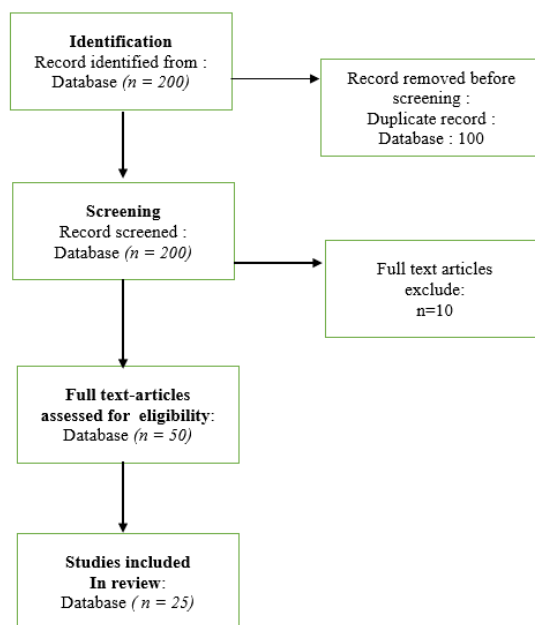 Identification
Record identified from :
Database (n = 200)
Record removed before
screening :
Duplicate record :
Database : 100
Screening
Record screened :
Database (n = 200)
Full text articles
exclude:
n=10
Full text-articles
assessed for eligibility:
Database (n = 50)
Studies included
In review:
Database ( n = 25)